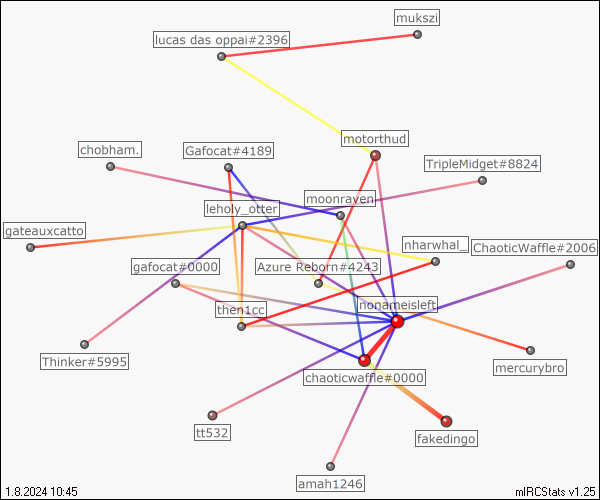 mukszi
lucas das oppai#2396
motorthud
chobham.
Gafocat#4189
TripleMidget#8824
moonraven
leholy_otter
gateauxcatto
nharwhal_
ChaoticWaffle#2006
gafocat#0000
Azure Reborn#4243
nonameisleft
then1cc
Thinker#5995
mercurybro
chaoticwaffle#0000
tt532
fakedingo
amah1246
1.8.2024 10:45
mIRCStats v1.25